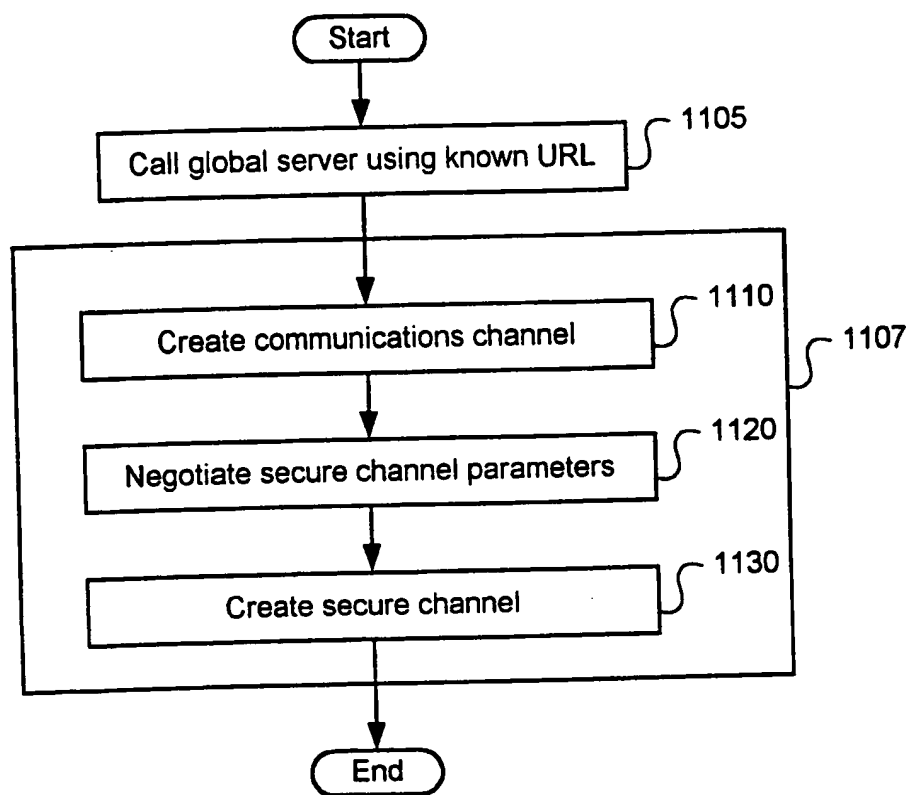 Start
Call global server using known URL
1105
Create communications channel
1110
1107
Negotiate secure channel parameters
1120
Create secure channel
1130
End